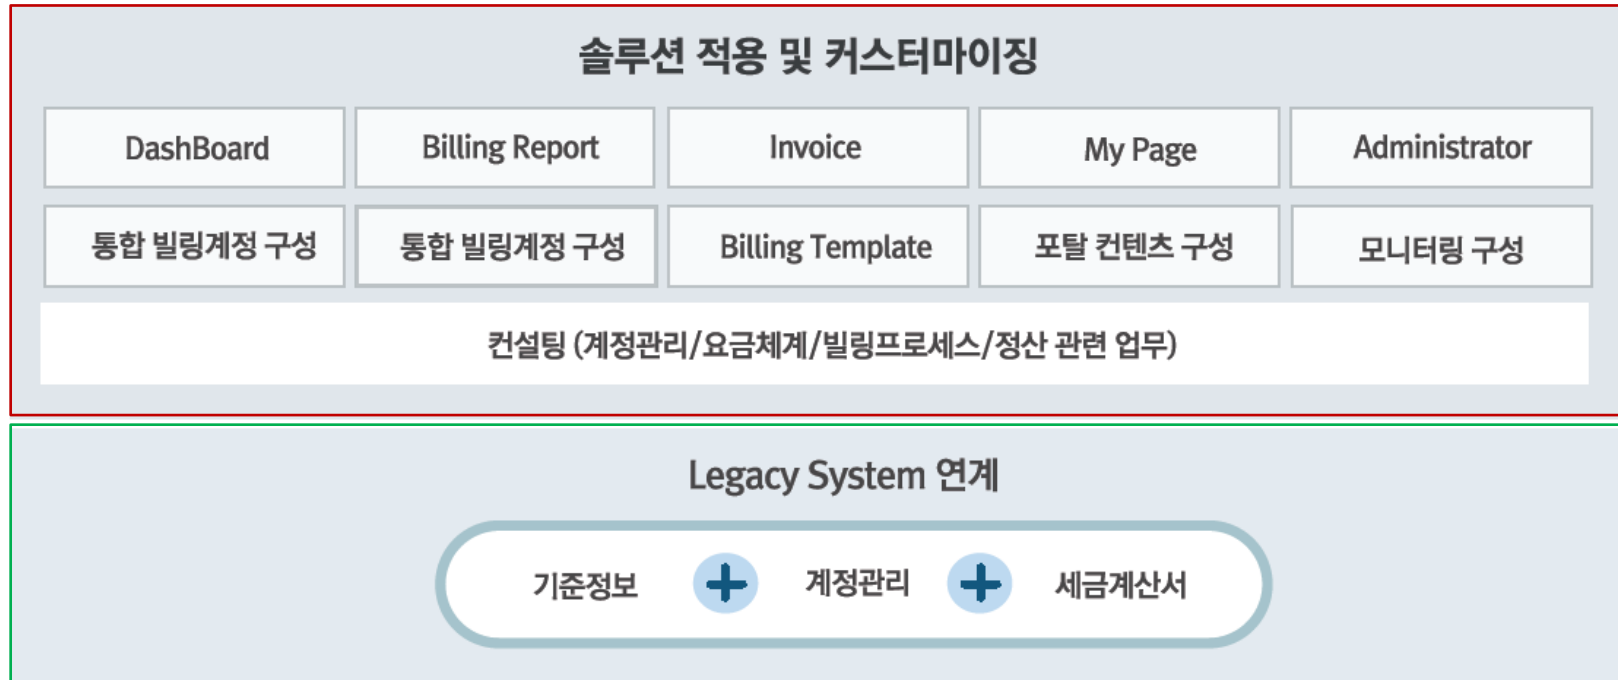 솔루션 적용 및 커스터마이징
DashBoard
Billing Report
Invoice
My Page
Administrator
통합 빌링계정 구성
통합 빌링계정 구성
Billing Template
포탈 컨텐츠 구성
모니터링 구성
컨설팅 (계정관리/요금체계/빌링프로세스/정산 관련 업무)
Legacy System 연계
기준정보
계정관리
세금계산서